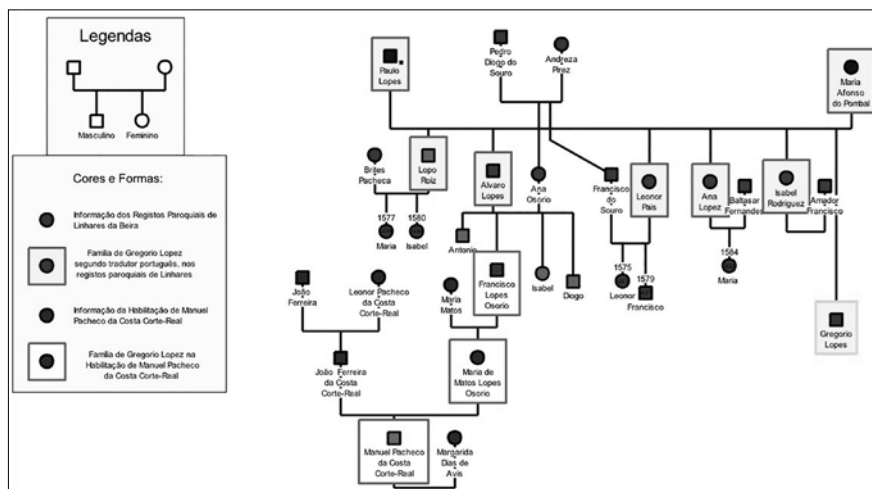 Legendas
Masculino
Feminino
Cores e Formas:
Informação dos Registos Paroquiais de
Linhares da Beira
Familia de Gregorio Lopez
segundo tradutor português, nos
registos paroquiais de Linhares
Informação da Habilitação de Manuel
Pacheco da Costa Corte-Real
Familia de Gregorio Lopez na
Habilitação de Manuel Pacheco
da Costa Corte-Real
Paulo
Lopes
Pedro
Diogo do
Souro
Andreza
Pirez
Maria
Afonso
do Pombal
Brites
Pacheca
Lopo
Roiz
Alvaro
Lopes
Ana
Osorio
Francisco
do
Souro
Leonor
Pais
Ana
Lopez
Baltasar
Fernandes
Isabel
Rodriguez
Amador
Francisco
1577
Maria
1580
Isabel
Antonio
Francisco
Lopes
Osorio
Isabel
Diogo
1575
Leonor
1579
Francisco
1584
Maria
Gregorio
Lopes
João
Ferreira
Leonor Pacheco
da Costa
Corte-Real
Maria
Matos
João Ferreira
da Costa
Corte-Real
Maria de
Matos Lopes
Osorio
Manuel Pacheco
da Costa
Corte-Real
Margarida
Dias de
Avis